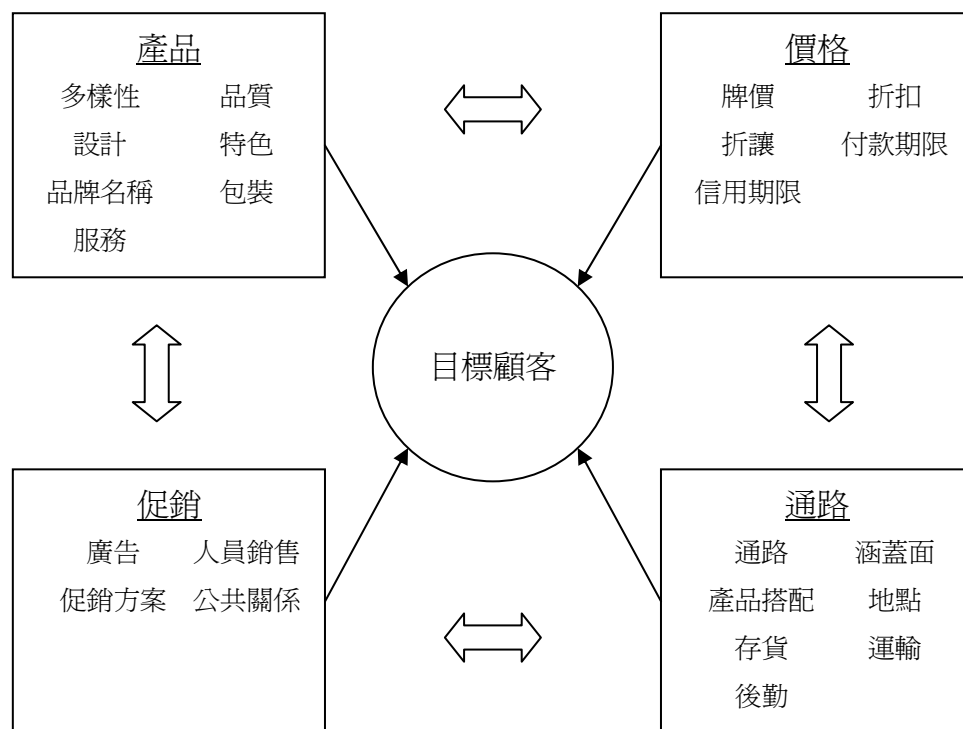 產品
多樣性 品質
設計 特色
品牌名稱 包裝
服務
價格
牌價 折扣
折讓 付款期限
信用期限
目標顧客
促銷
廣告 人員銷售
促銷方案 公共關係
通路
通路 涵蓋面
產品搭配 地點
存貨 運輸
後勤